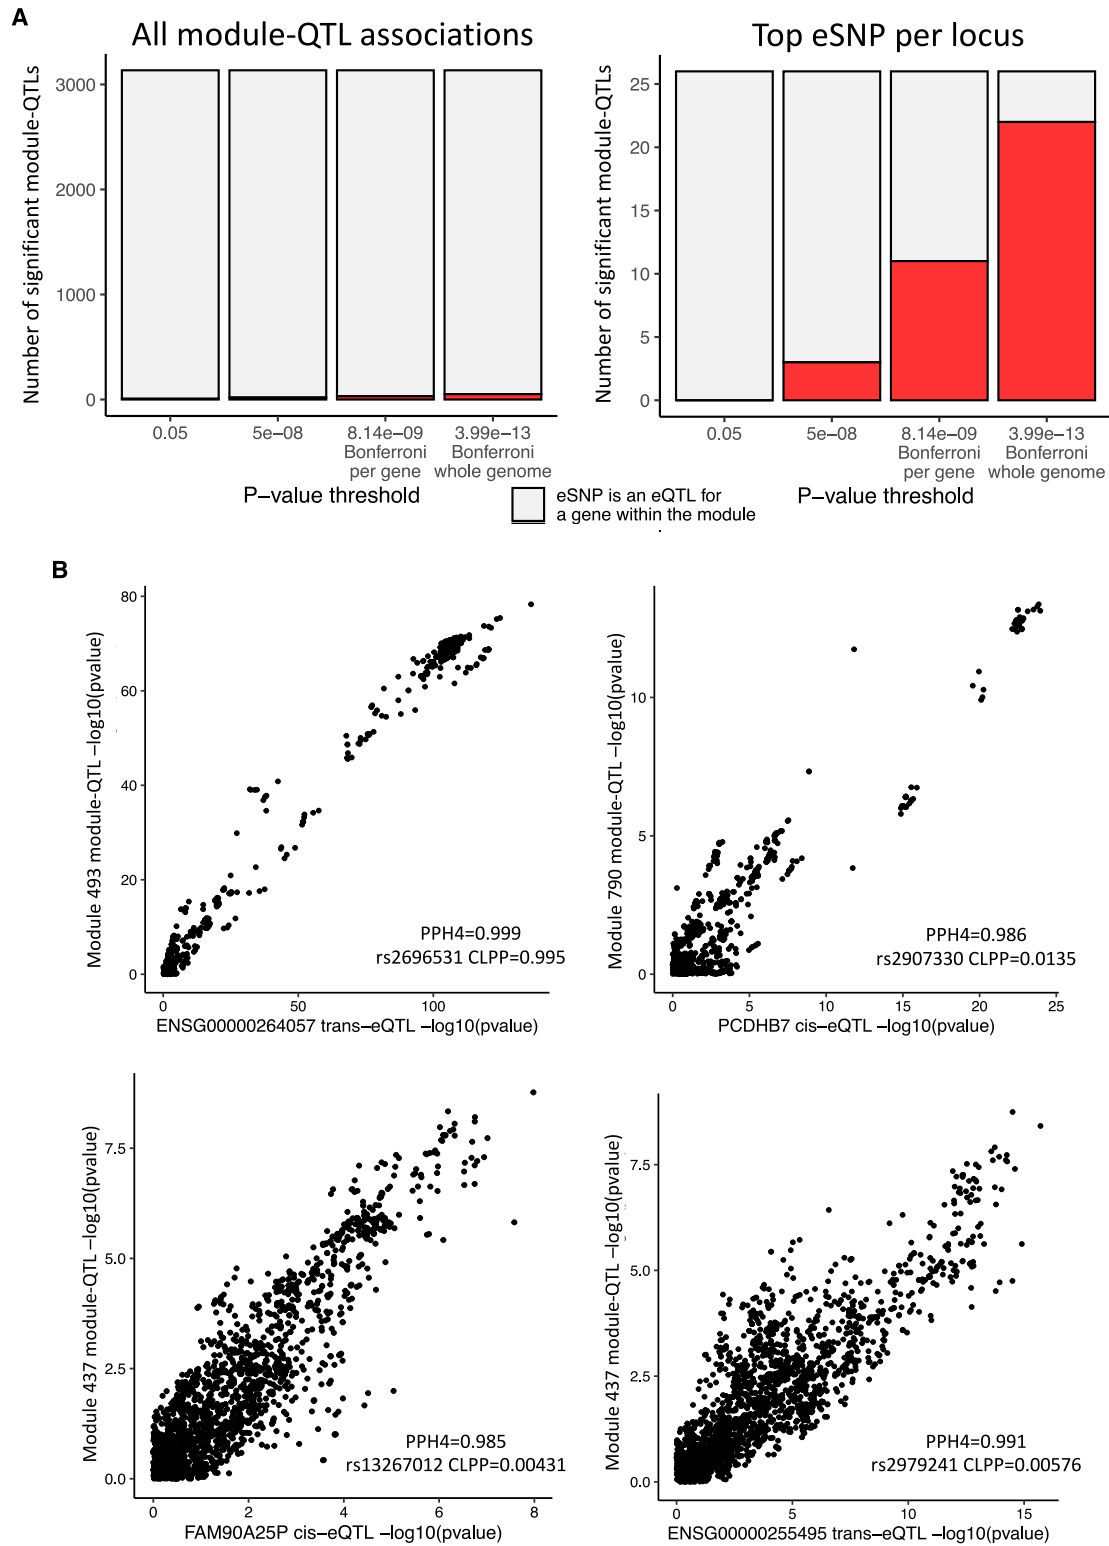 A
All module-QTL associations
Top eSNP per locus
Number of significant module-QTLs
3000
2000
1000
0
0.05
5e−08
8.14e−09
Bonferroni
per gene
3.99e−13
Bonferroni
whole genome
P−value threshold
Number of significant module-QTLs
25
20
15
10
5
0
0.05
5e−08
8.14e−09
Bonferroni
per gene
3.99e−13
Bonferroni
whole genome
P−value threshold
eSNP is an eQTL for
a gene within the module
B
Module 493 module-QTL −log10(pvalue)
80
60
40
20
0
PPH4=0.999
rs2696531 CLPP=0.995
0
50
100
ENSG00000264057 trans−eQTL −log10(pvalue)
Module 790 module-QTL −log10(pvalue)
10
5
0
PPH4=0.986
rs2907330 CLPP=0.0135
0
5
10
15
20
25
PCDHB7 cis−eQTL −log10(pvalue)
Module 437 module-QTL −log10(pvalue)
7.5
5.0
2.5
0.0
PPH4=0.985
rs13267012 CLPP=0.00431
0
2
4
6
8
FAM90A25P cis−eQTL −log10(pvalue)
Module 437 module-QTL −log10(pvalue)
7.5
5.0
2.5
0.0
PPH4=0.991
rs2979241 CLPP=0.00576
0
5
10
15
ENSG00000255495 trans−eQTL −log10(pvalue)